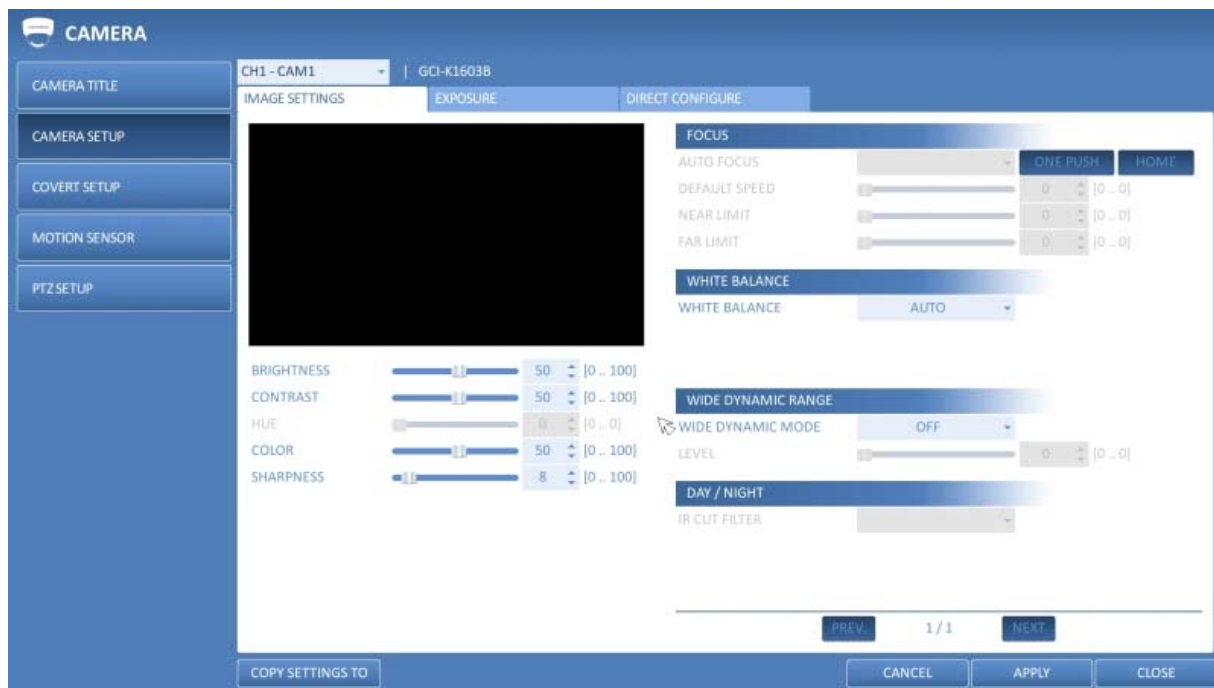 CAMERA
CAMERA TITLE
CAMERA SETUP
COVERT SETUP
MOTION SENSOR
PTZ SETUP
CH1 - CAM1 | GCI-K1603B
IMAGE SETTINGS EXPOSURE DIRECT CONFIGURE
BRIGHTNESS 50 [0 .. 100]
CONTRAST 50 [0 .. 100]
HUE 0 [0 .. 0]
COLOR 50 [0 .. 100]
SHARPNESS 8 [0 .. 100]
FOCUS
AUTO FOCUS ONE PUSH HOME
DEFAULT SPEED 0 [0 .. 0]
NEAR LIMIT 0 [0 .. 0]
FAR LIMIT 0 [0 .. 0]
WHITE BALANCE
WHITE BALANCE AUTO
WIDE DYNAMIC RANGE
WIDE DYNAMIC MODE OFF
LEVEL 0 [0 .. 0]
DAY / NIGHT
IR CUT FILTER
PREV. 1 / 1 NEXT
COPY SETTINGS TO CANCEL APPLY CLOSE